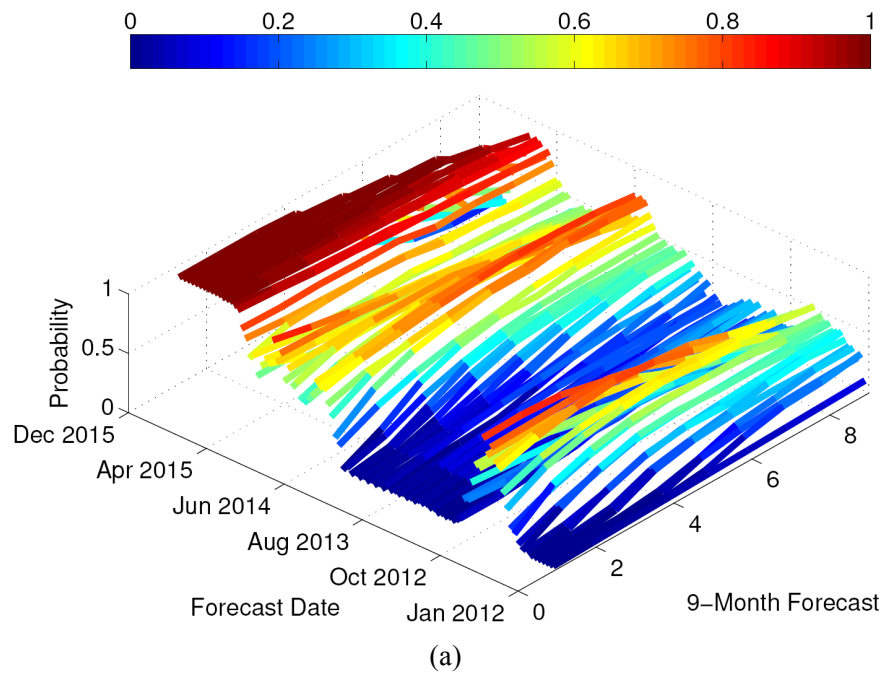 0 0.2 0.4 0.6 0.8 1
1
0.5
0
Probability
Dec 2015
Apr 2015
Jun 2014
Aug 2013
Oct 2012
Jan 2012
Forecast Date
0
2
4
6
8
9−Month Forecast
(a)